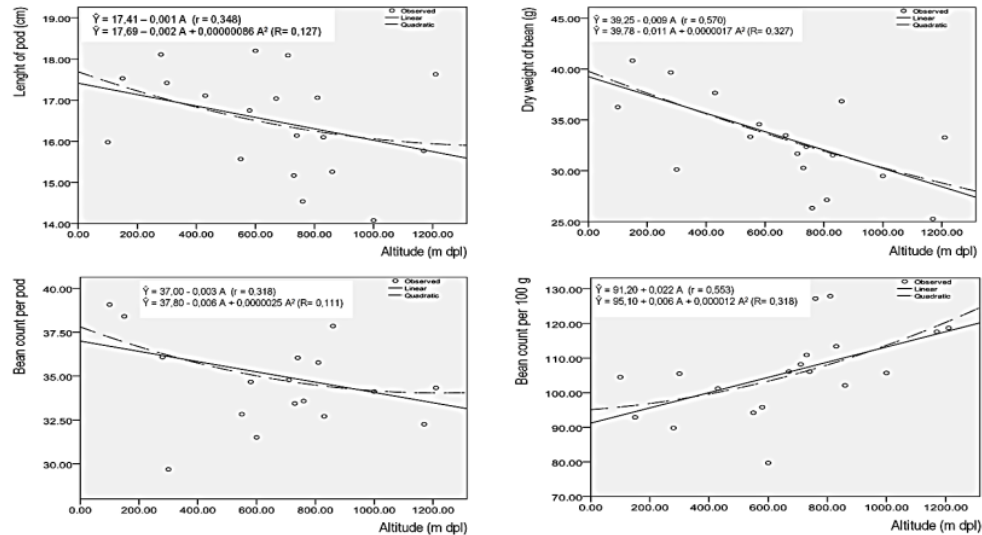 Ŷ = 17,41 – 0,001 A (r = 0,348)
Ŷ = 17,69 – 0,002 A + 0,00000086 A² (R= 0,127)
Observed
Linear
Quadratic
Lenght of pod (cm)
19.00
18.00
17.00
16.00
15.00
14.00
0.00 200.00 400.00 600.00 800.00 1000.00 1200.00
Altitude (m dpl)
Ŷ = 39,25 - 0,009 A (r = 0,570)
Ŷ = 39,78 - 0,011 A + 0,0000017 A² (R= 0,327)
Observed
Linear
Quadratic
Dry weight of bean (g)
45.00
40.00
35.00
30.00
25.00
0.00 200.00 400.00 600.00 800.00 1000.00 1200.00
Altitude (m dpl)
Ŷ = 37,00 - 0,003 A (r = 0,318)
Ŷ = 37,80 - 0,006 A + 0,0000025 A² (R= 0,111)
Observed
Linear
Quadratic
Bean count per pod
40.00
37.50
35.00
32.50
30.00
0.00 200.00 400.00 600.00 800.00 1000.00 1200.00
Altitude (m dpl)
Ŷ = 91,20 + 0,022 A (r = 0,553)
Ŷ = 95,10 + 0,006 A + 0,000012 A² (R= 0,318)
Observed
Linear
Quadratic
Bean count per 100 g
130.00
120.00
110.00
100.00
90.00
80.00
70.00
0.00 200.00 400.00 600.00 800.00 1000.00 1200.00
Altitude (m dpl)